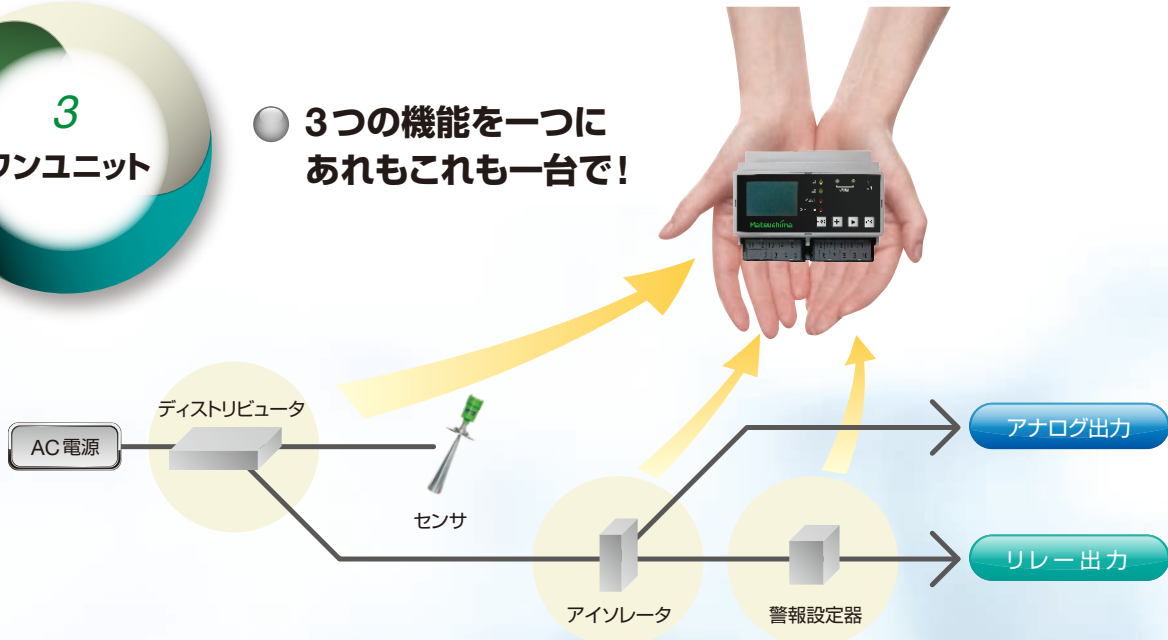 3
ワンユニット
3つの機能を一つに
あれもこれも一台で!
Matsushima
ディストリビュータ
AC電源
センサ
アナログ出力
リレー出力
アイソレータ
警報設定器